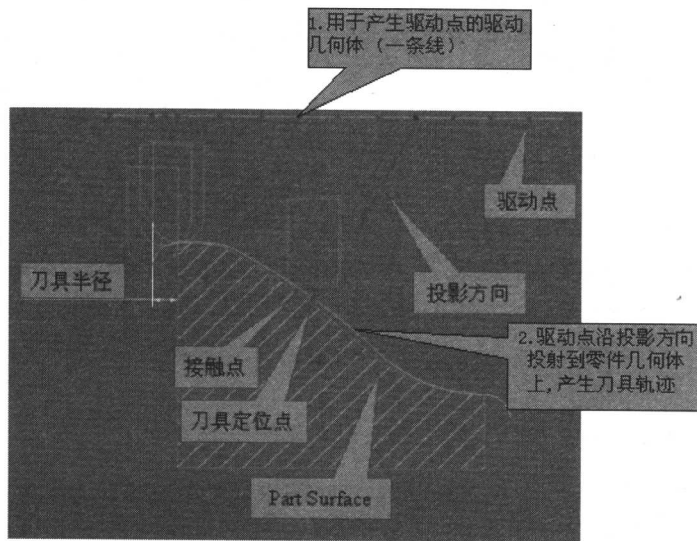 1.用于产生驱动点的驱动
几何体（一条线）
驱动点
刀具半径
投影方向
2.驱动点沿投影方向
投射到零件几何体
上,产生刀具轨迹
接触点
刀具定位点
Part Surface